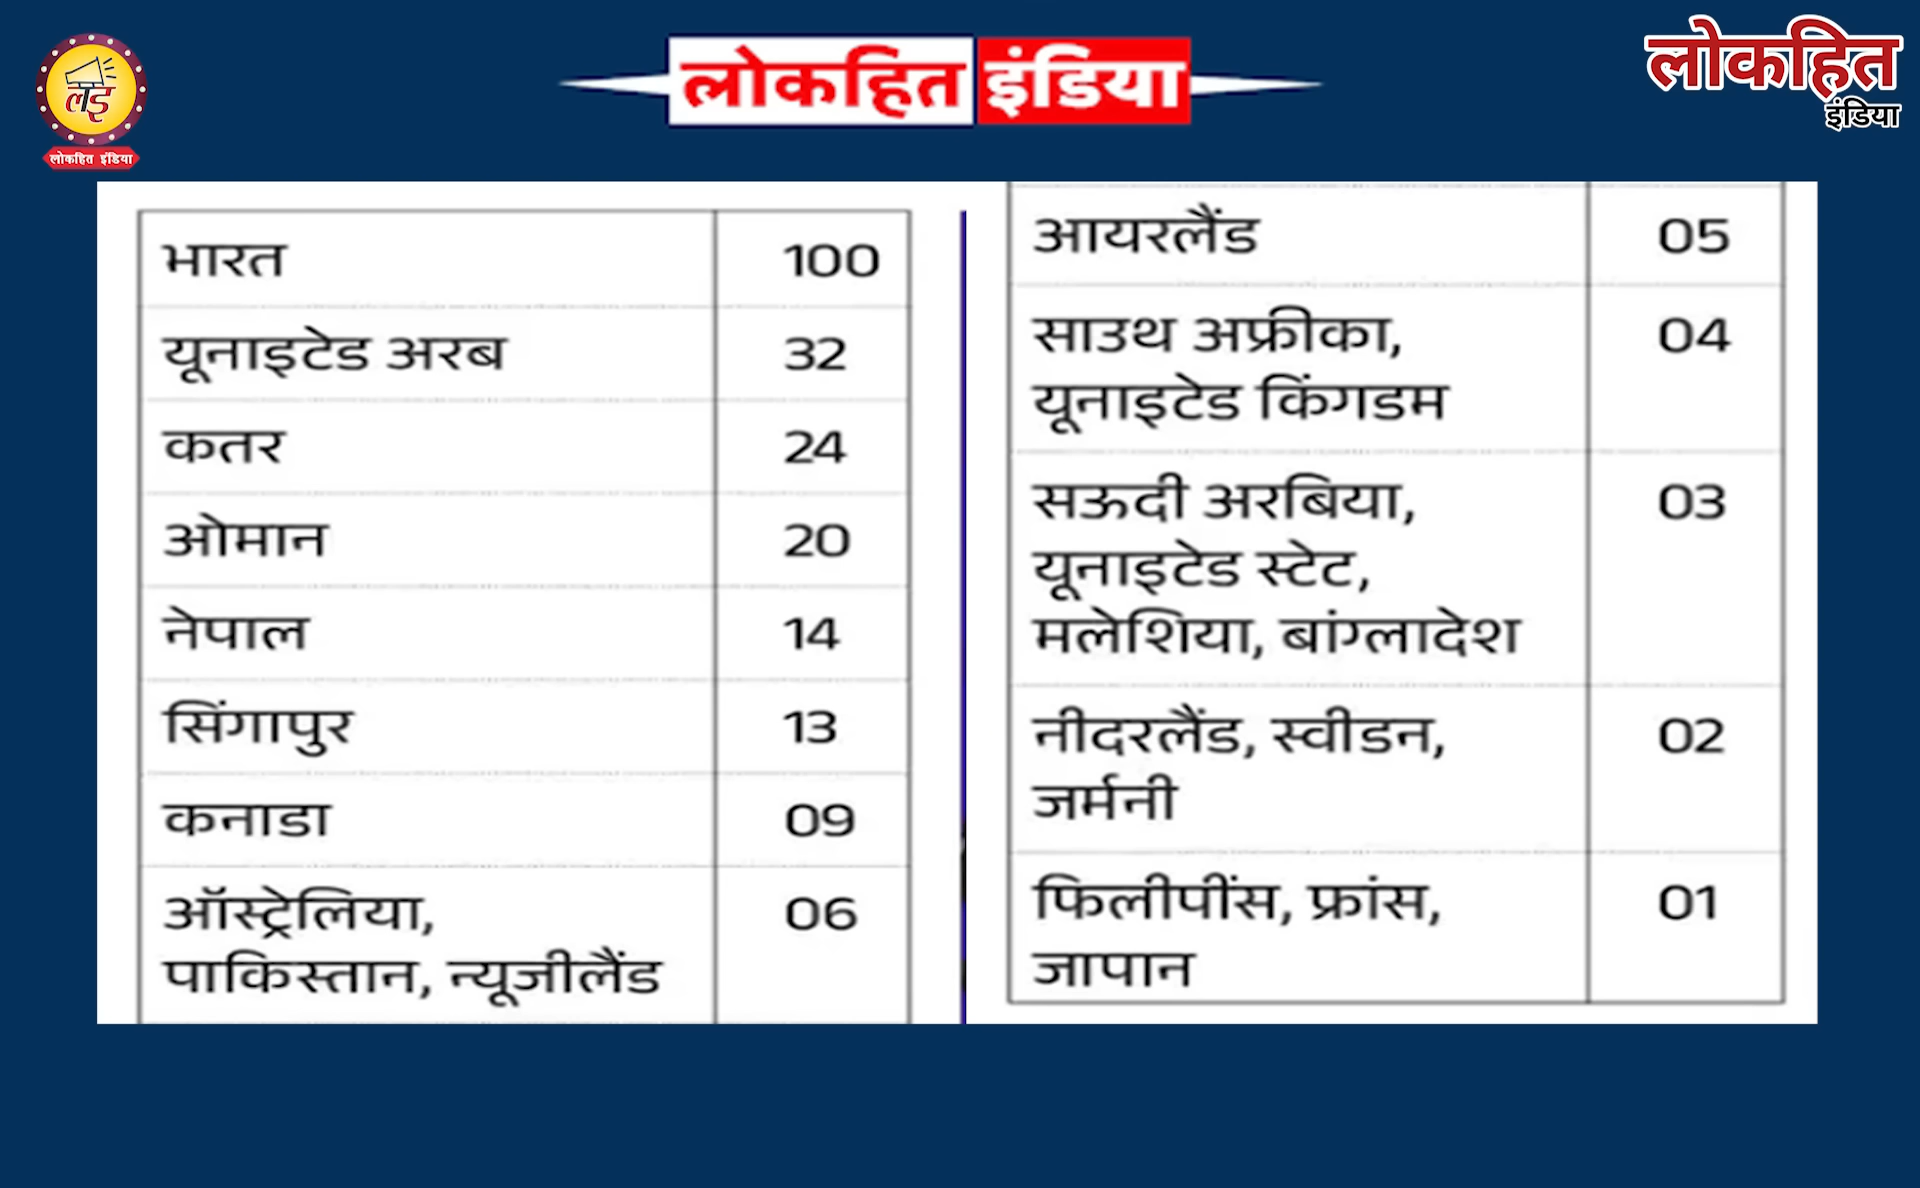 लोकहित इंडिया
लोकहित
इंडिया
लइ
लोकहित इंडिया
भारत 100
यूनाइटेड अरब 32
कतर 24
ओमान 20
नेपाल 14
सिंगापुर 13
कनाडा 09
ऑस्ट्रेलिया, 06
पाकिस्तान, न्यूजीलैंड
आयरलैंड 05
साउथ अफ्रीका, 04
यूनाइटेड किंगडम
सऊदी अरबिया, 03
यूनाइटेड स्टेट,
मलेशिया, बांग्लादेश
नीदरलैंड, स्वीडन, 02
जर्मनी
फिलीपींस, फ्रांस, 01
जापान